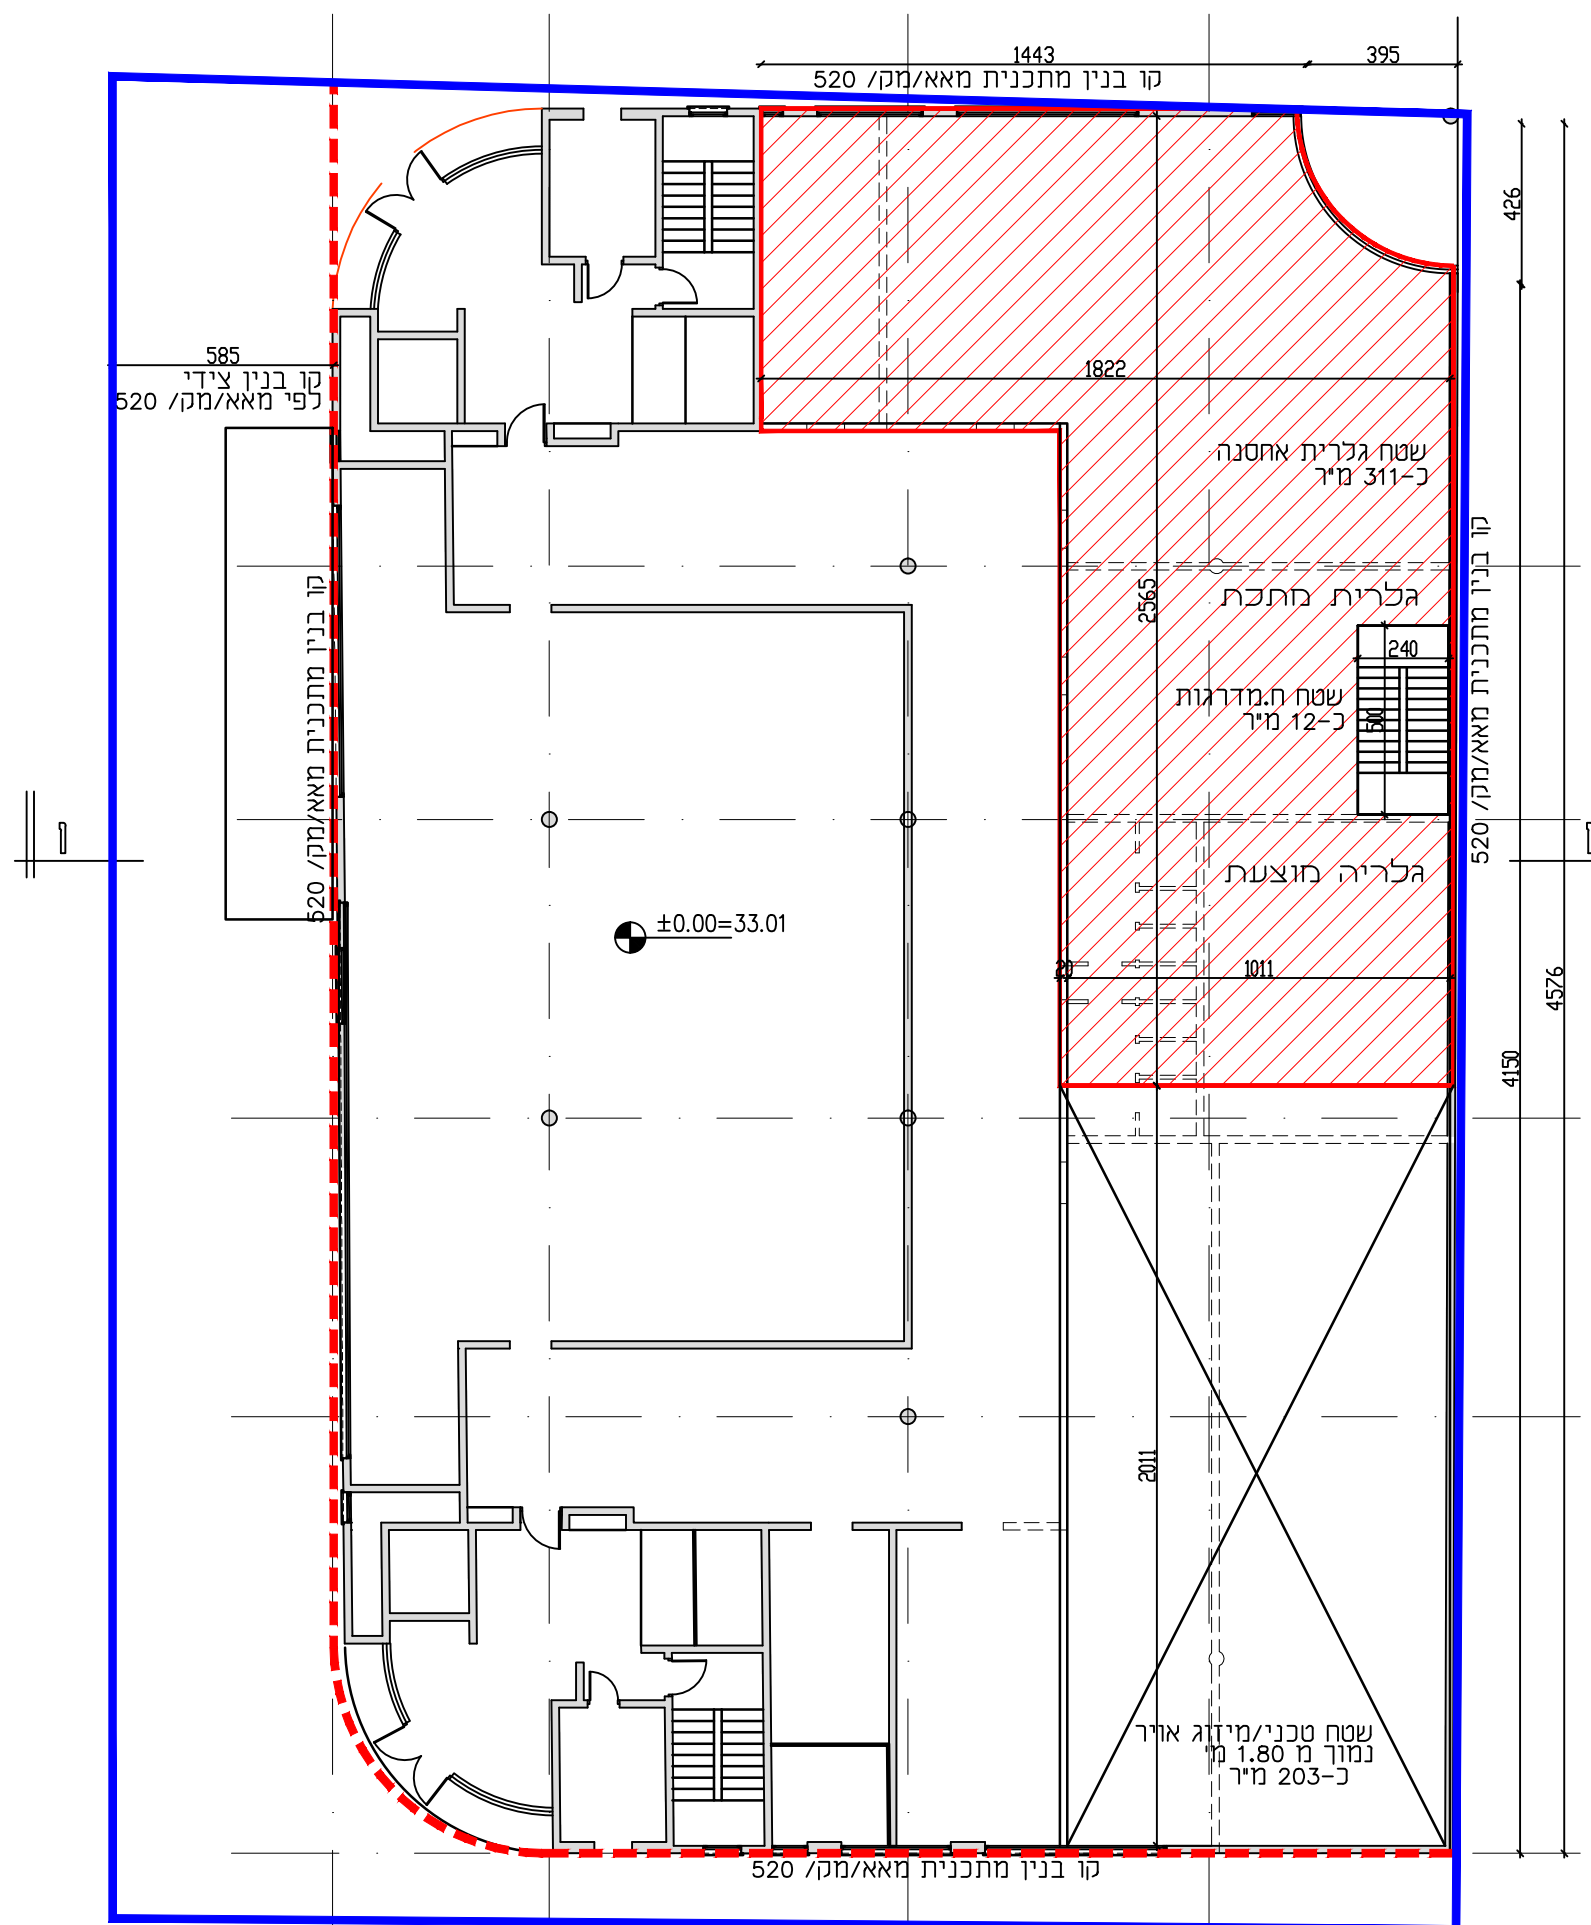 1443
395
קו בנין מתכנית מאא/מק/ 520
426
585
קו בנין צידי
לפי מאא/מק/ 520
1822
שטח גלרית אחסנה
כ-311 מ"ר
קו בנין מתכנית מאא/מק/ 520
קו בנין מתכנית מאא/מק/ 520
2565
גלרית מתכת
240
שטח ח.מדרגות
כ-12 מ"ר
500
גלריה מוצעת
±0.00=33.01
20
1011
4576
4150
2011
שטח טכני/מיזוג אויר
נמוך מ 1.80 מ'
כ-203 מ"ר
קו בנין מתכנית מאא/מק/ 520